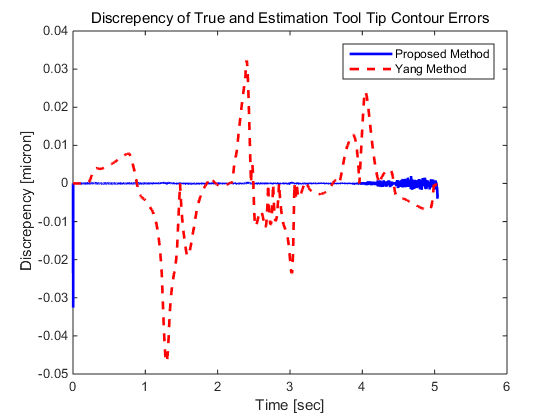 Discrepency of True and Estimation Tool Tip Contour Errors
Proposed Method
Yang Method
Discrepency [micron]
0.04
0.03
0.02
0.01
0
-0.01
-0.02
-0.03
-0.04
-0.05
0 1 2 3 4 5 6
Time [sec]